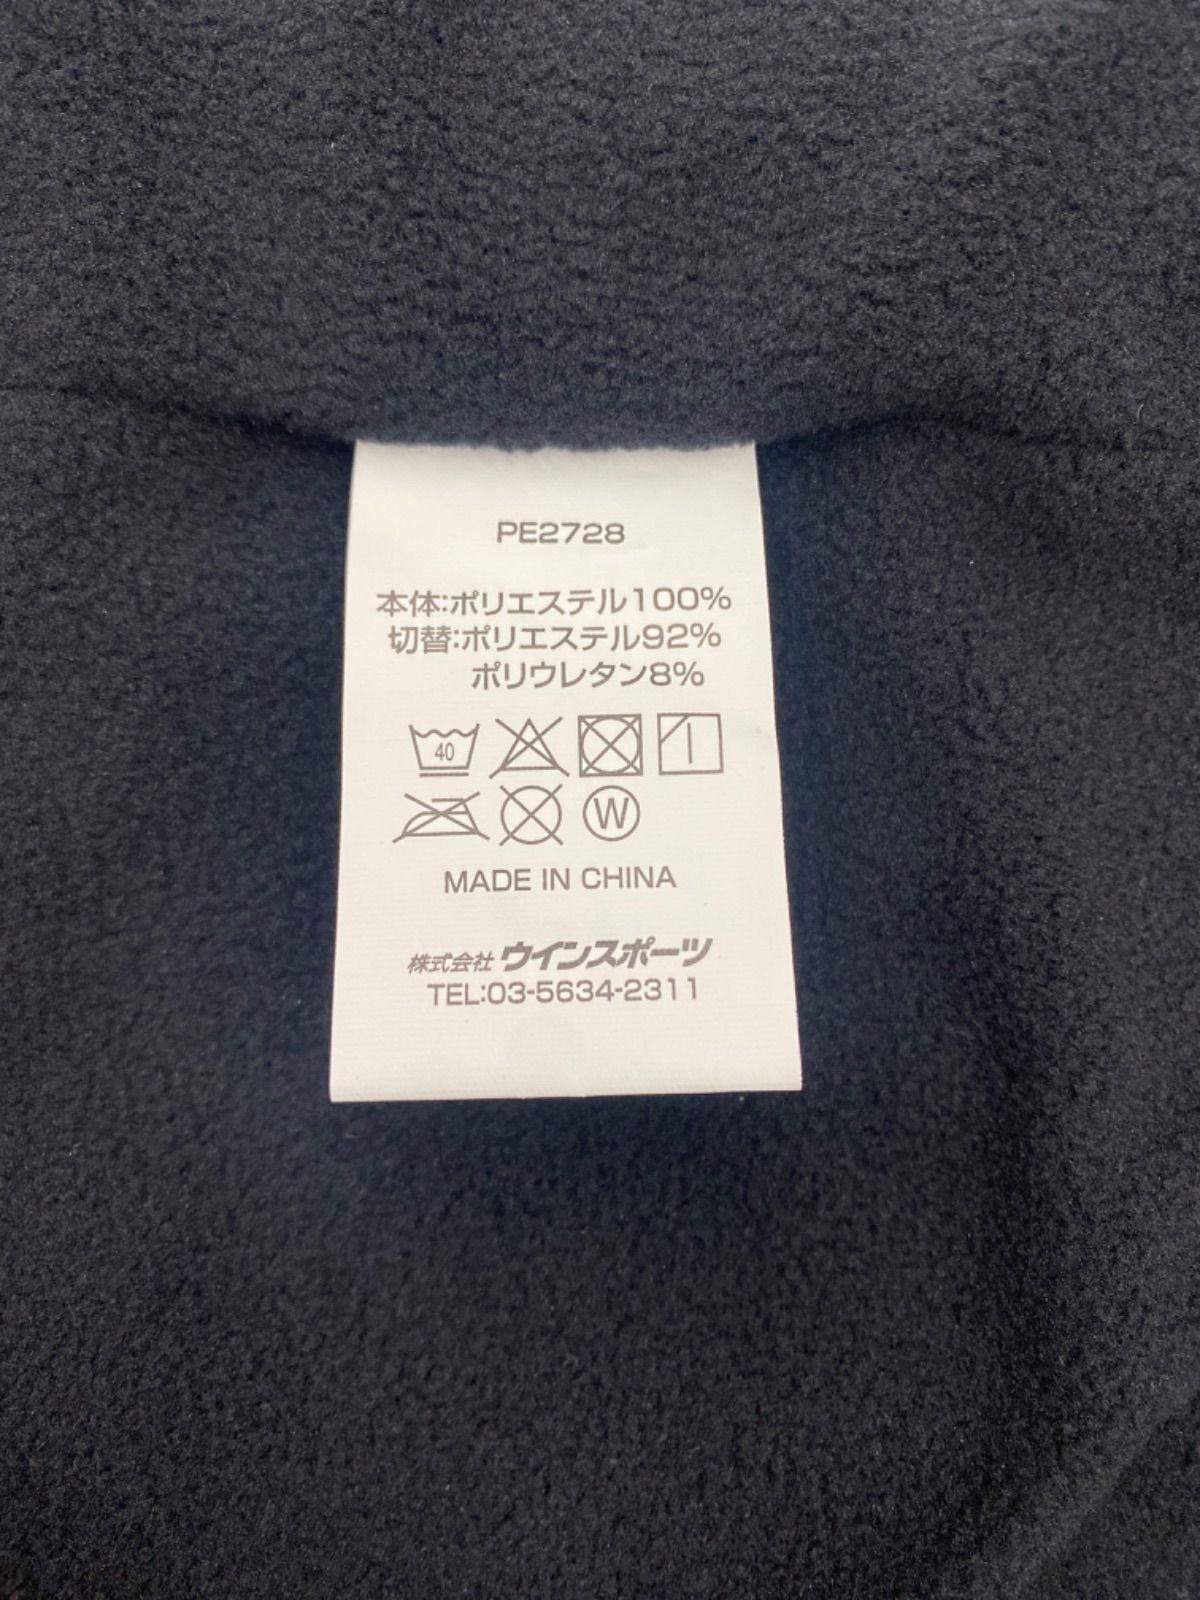 PE2728
本体:ポリエステル100%
切替:ポリエステル92%
ポリウレタン8%
40
W
MADE IN CHINA
株式会社 ウインスポーツ
TEL:03-5634-2311